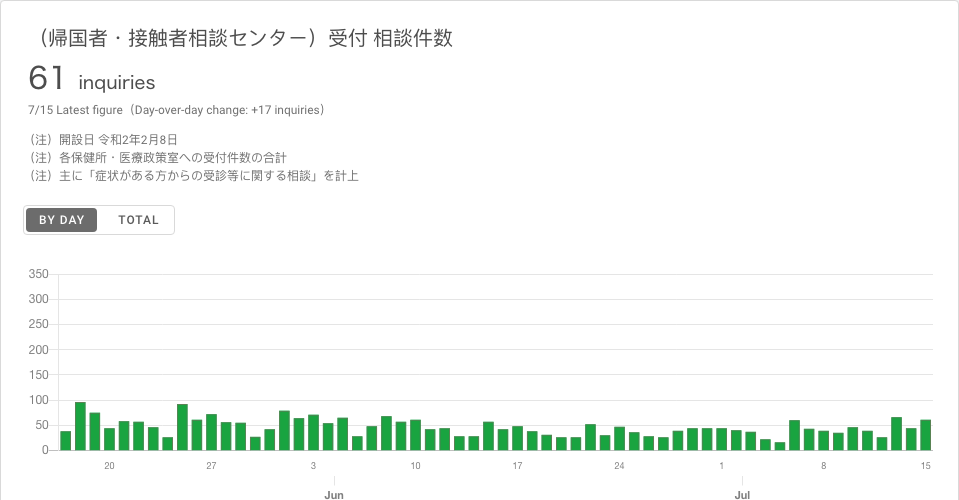 （帰国者・接触者相談センター）受付 相談件数
61 inquiries
7/15 Latest figure（Day-over-day change: +17 inquiries）
（注）開設日 令和2年2月8日
（注）各保健所・医療政策室への受付件数の合計
（注）主に「症状がある方からの受診等に関する相談」を計上
BY DAY TOTAL
350
300
250
200
150
100
50
0
20 27 3 10 17 24 1 8 15
Jun Jul